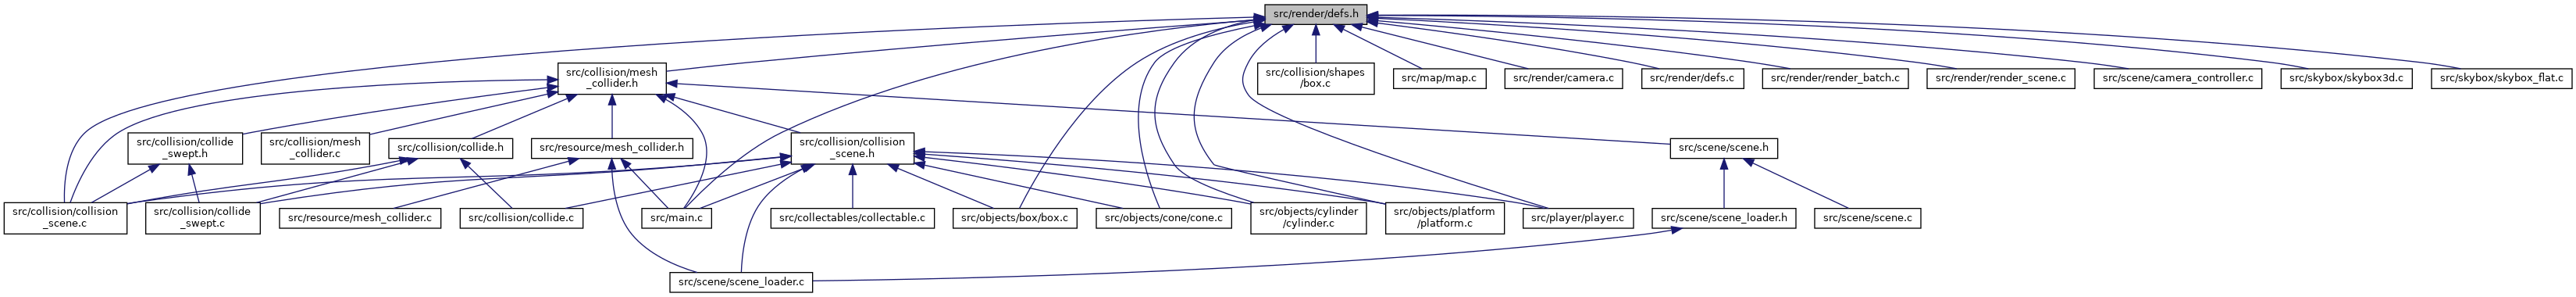 src/render/defs.h
src/collision/mesh
_collider.h
src/collision/shapes
/box.c
src/map/map.c
src/render/camera.c
src/render/defs.c
src/render/render_batch.c
src/render/render_scene.c
src/scene/camera_controller.c
src/skybox/skybox3d.c
src/skybox/skybox_flat.c
src/collision/collide
_swept.h
src/collision/mesh
_collider.c
src/collision/collide.h
src/resource/mesh_collider.h
src/collision/collision
_scene.h
src/scene/scene.h
src/collision/collision
_scene.c
src/collision/collide
_swept.c
src/resource/mesh_collider.c
src/collision/collide.c
src/main.c
src/collectables/collectable.c
src/objects/box/box.c
src/objects/cone/cone.c
src/objects/cylinder
/cylinder.c
src/objects/platform
/platform.c
src/player/player.c
src/scene/scene_loader.h
src/scene/scene.c
src/scene/scene_loader.c